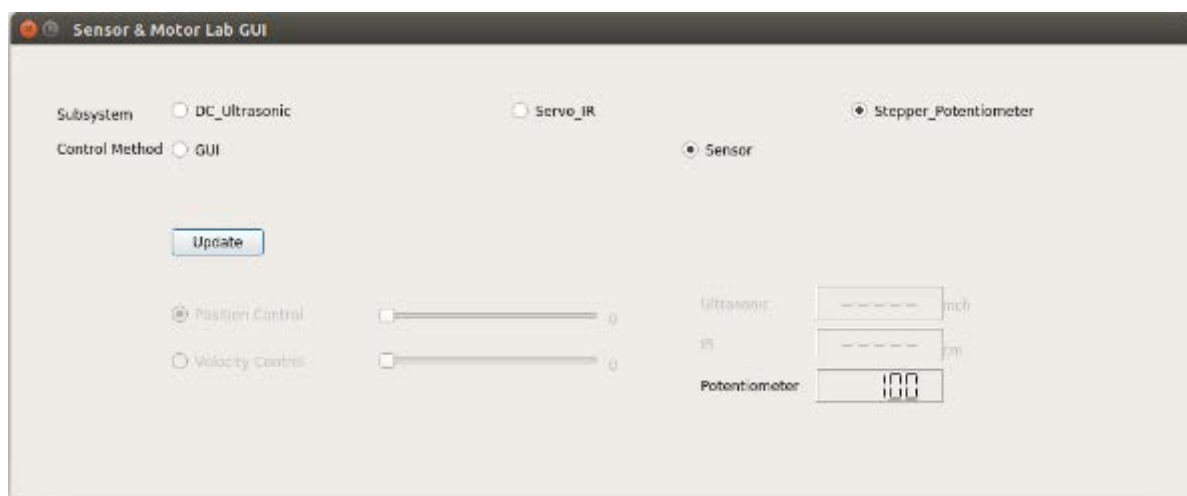 Sensor & Motor Lab GUI
Subsystem DC_Ultrasonic Servo_IR Stepper_Potentiometer
Control Method GUI Sensor
Update
Ultrasonic ----- inch
Position Control 0
IR ----- cm
Velocity Control 0
Potentiometer 100